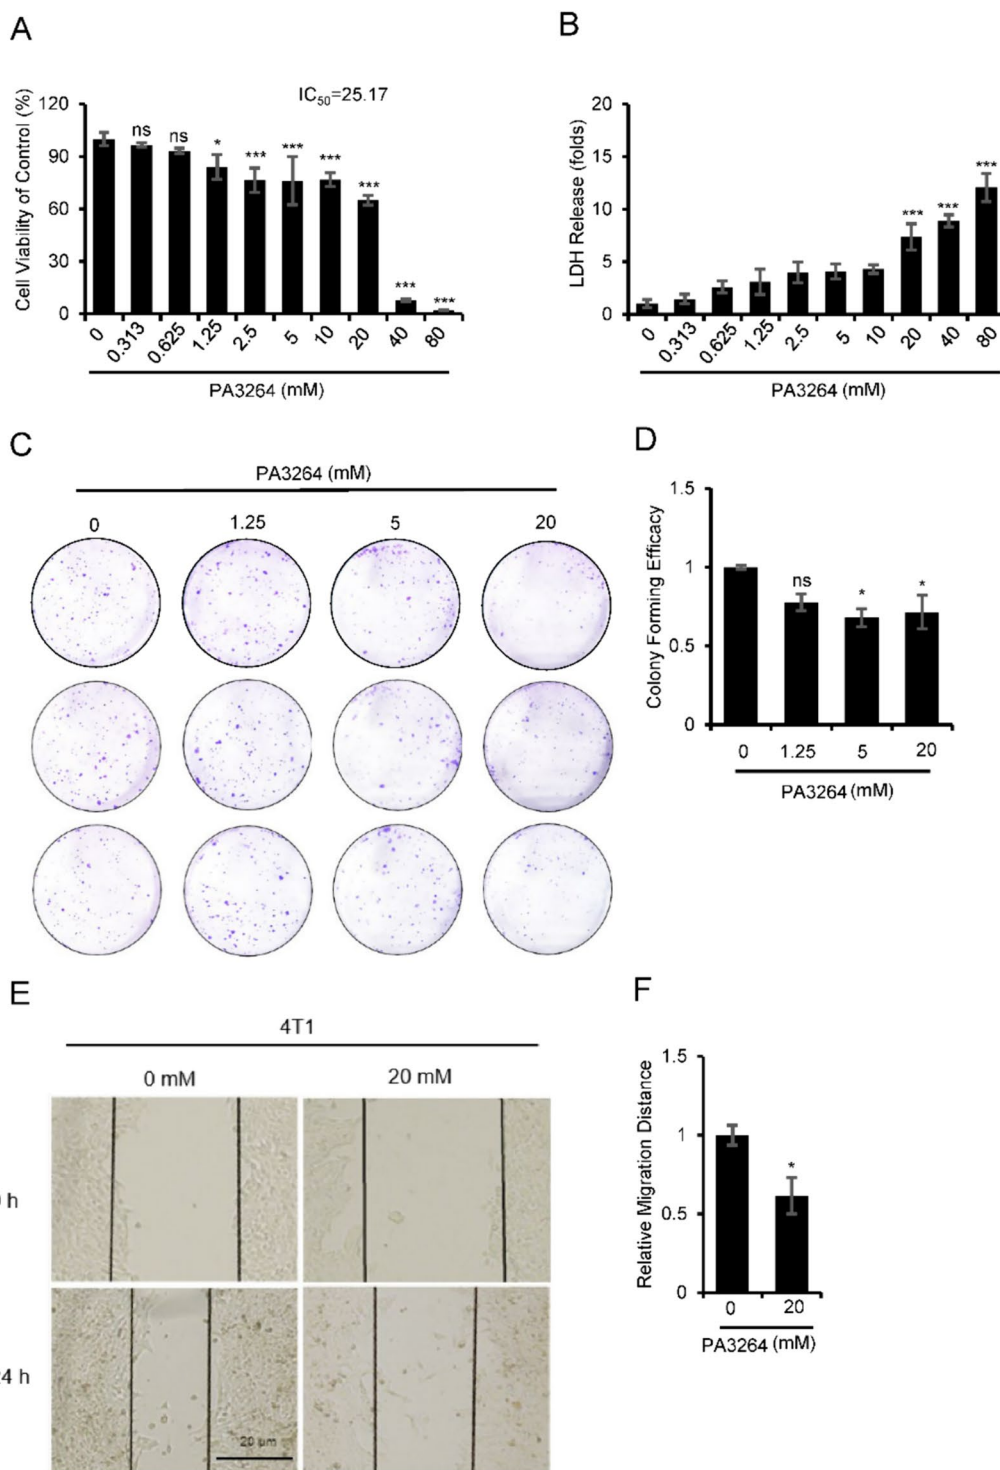 A
IC50=25.17
Cell Viability of Control (%)
120
90
60
30
0
ns
ns
*
***
***
***
***
***
***
0
0.313
0.625
1.25
2.5
5
10
20
40
80
PA3264 (mM)
B
LDH Release (folds)
20
15
10
5
0
***
***
***
0
0.313
0.625
1.25
2.5
5
10
20
40
80
PA3264 (mM)
C
PA3264 (mM)
0
1.25
5
20
D
Colony Forming Efficacy
1.5
1
0.5
0
ns
*
*
0
1.25
5
20
PA3264 (mM)
E
4T1
0 mM
20 mM
h
4 h
20 µm
F
Relative Migration Distance
1.5
1
0.5
0
*
0
20
PA3264 (mM)